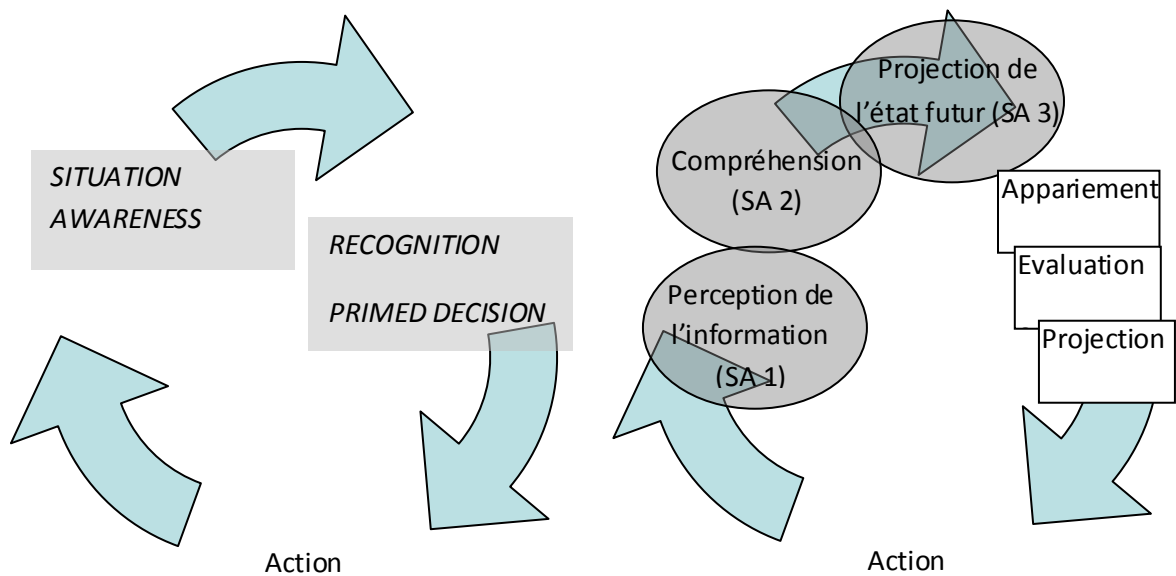 SITUATION
AWARENESS
RECOGNITION
PRIMED DECISION
Action
Projection de
l'état futur (SA 3)
Compréhension
(SA 2)
Perception de
l'information
(SA 1)
Appariement
Evaluation
Projection
Action